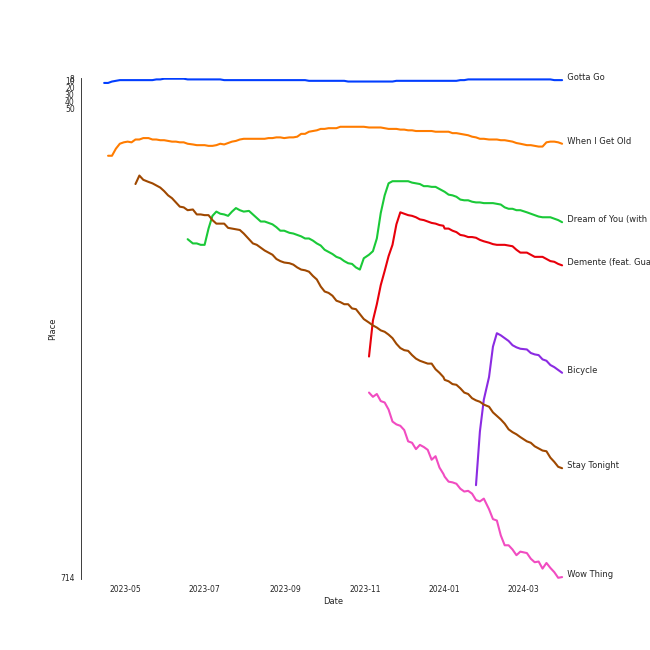 8
10
20
30
40
50
714
Place
2023-05
2023-07
2023-09
2023-11
2024-01
2024-03
Date
Gotta Go
When I Get Old
Dream of You (with
Demente (feat. Gua
Bicycle
Stay Tonight
Wow Thing